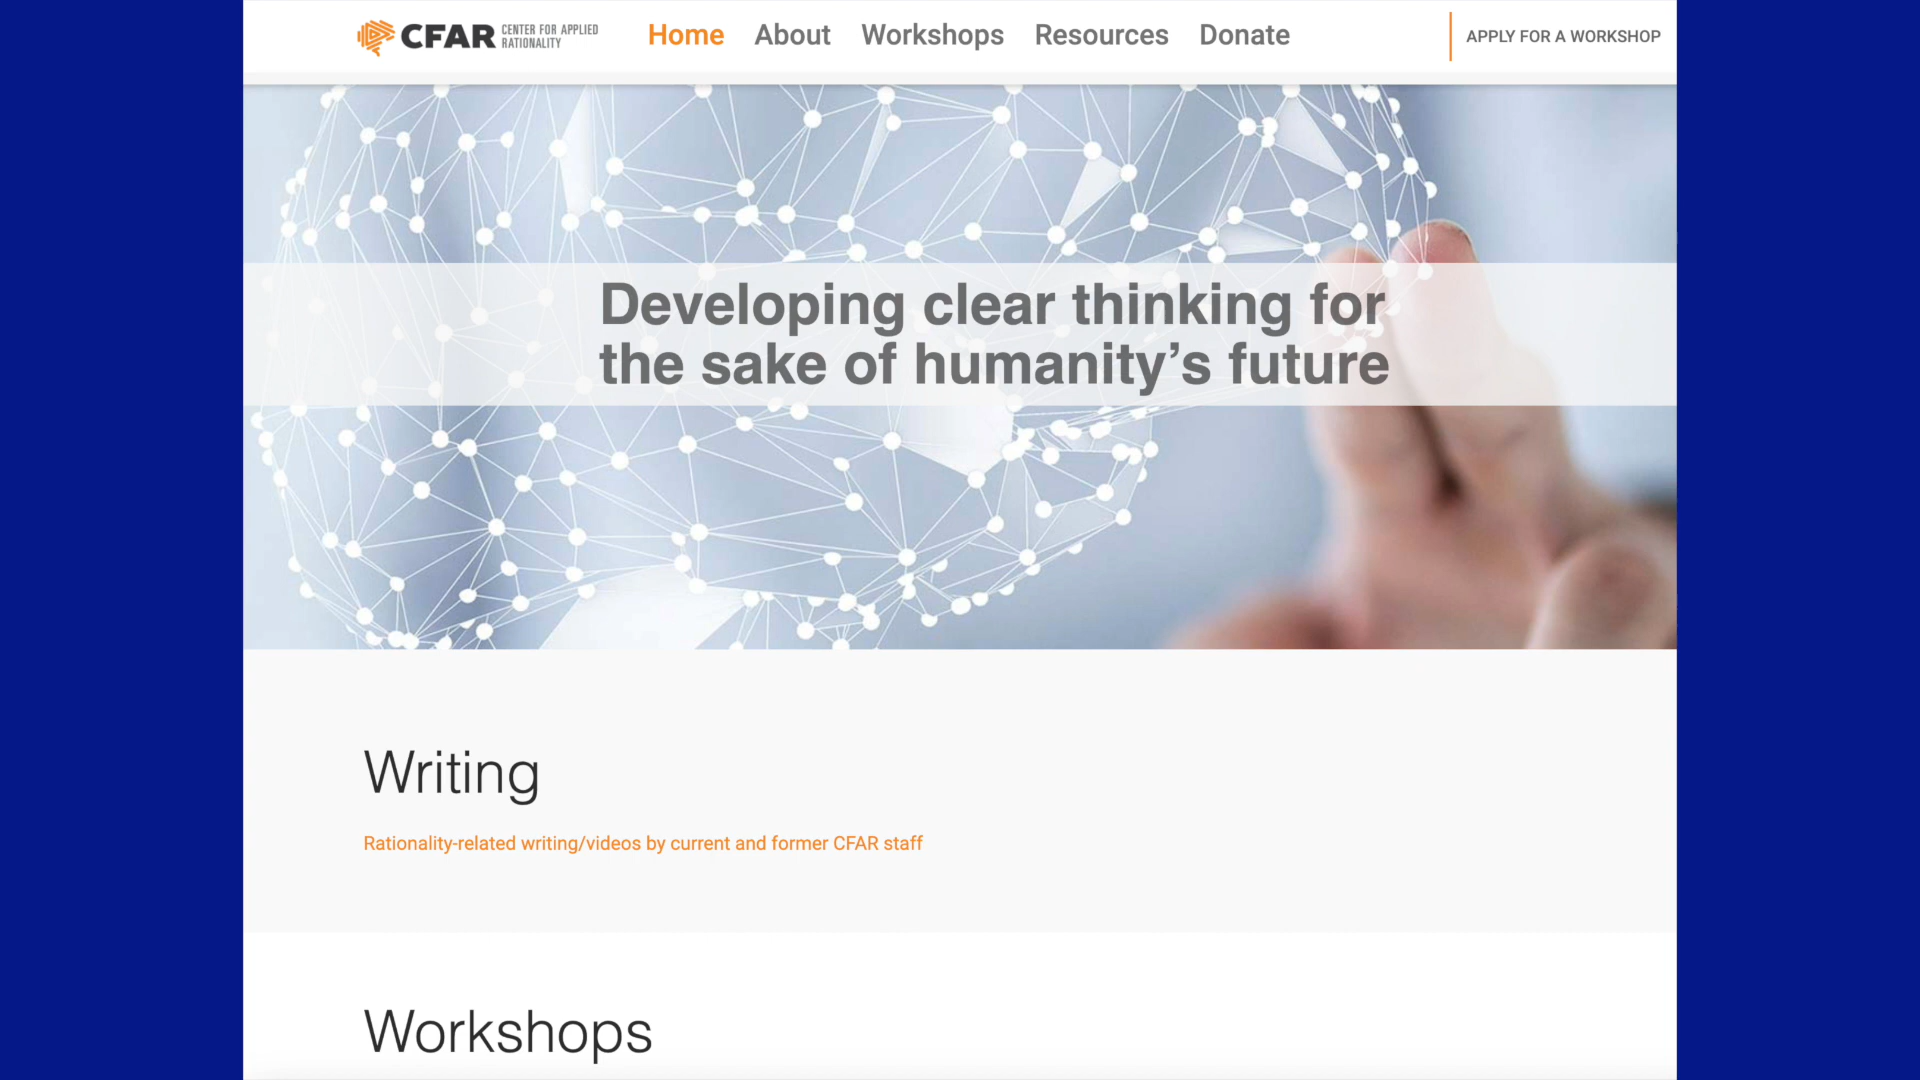 CFAR CENTER FOR APPLIED
RATIONALITY
Home About Workshops Resources Donate
APPLY FOR A WORKSHOP
Developing clear thinking for
the sake of humanity’s future
Writing
Rationality-related writing/videos by current and former CFAR staff
Workshops